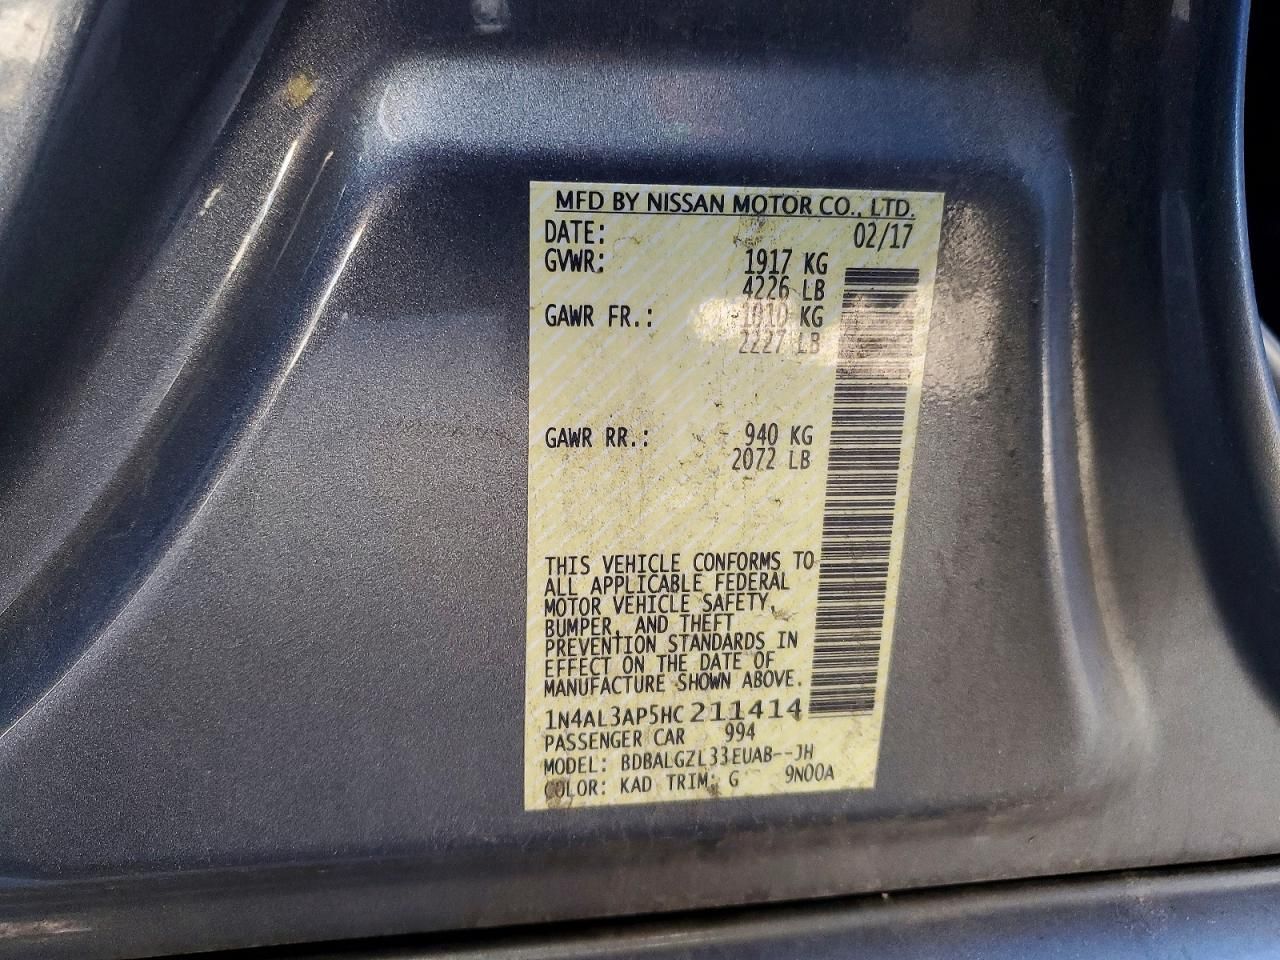 MFD BY NISSAN MOTOR CO., LTD.
DATE: 02/17
GVWR: 1917 KG
4226 LB
GAWR FR.: 1010 KG
2227 LB
GAWR RR.: 940 KG
2072 LB
THIS VEHICLE CONFORMS TO
ALL APPLICABLE FEDERAL
MOTOR VEHICLE SAFETY,
BUMPER, AND THEFT
PREVENTION STANDARDS IN
EFFECT ON THE DATE OF
MANUFACTURE SHOWN ABOVE.
1N4AL3AP5HC211414
PASSENGER CAR 994
MODEL: BDBALGZL33EUAB--JH
COLOR: KAD TRIM: G 9N00A